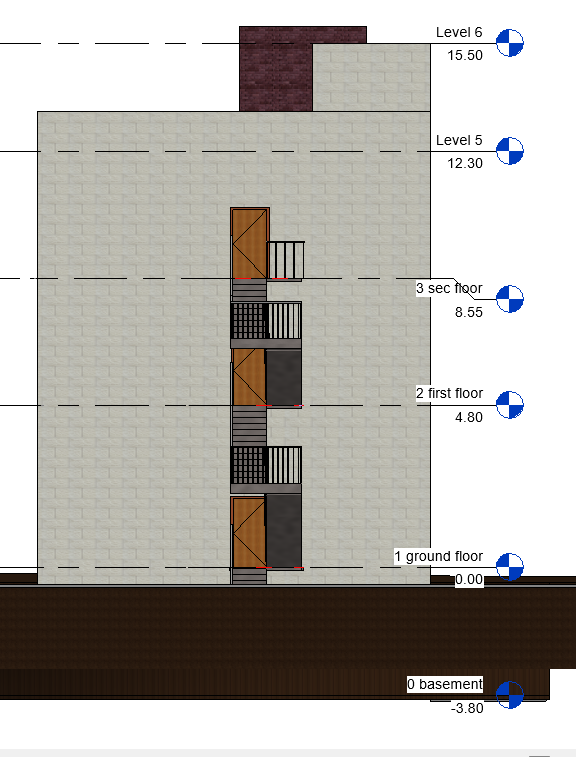 Level 6
15.50
Level 5
12.30
3 sec floor
8.55
2 first floor
4.80
1 ground floor
0.00
0 basement
-3.80